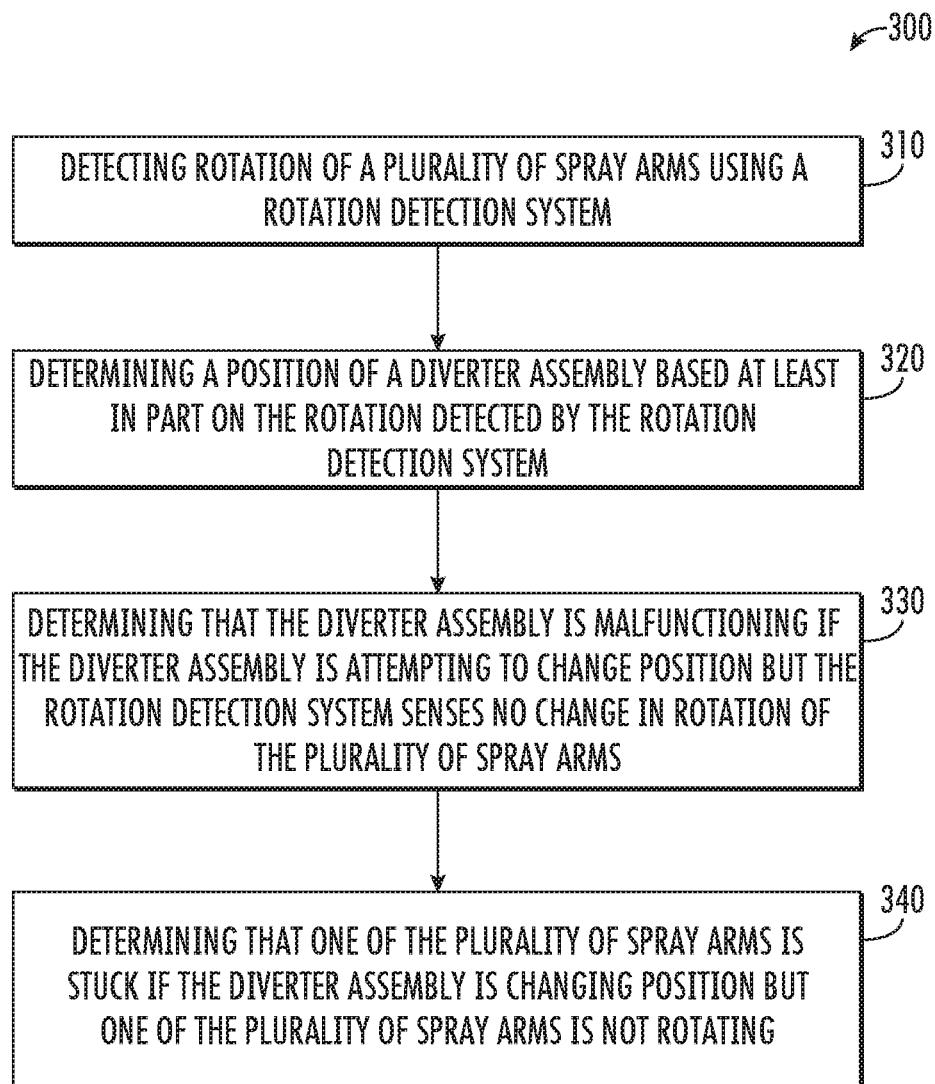 300
310
DETECTING ROTATION OF A PLURALITY OF SPRAY ARMS USING A
ROTATION DETECTION SYSTEM
320
DETERMINING A POSITION OF A DIVERTER ASSEMBLY BASED AT LEAST
IN PART ON THE ROTATION DETECTED BY THE ROTATION
DETECTION SYSTEM
330
DETERMINING THAT THE DIVERTER ASSEMBLY IS MALFUNCTIONING IF
THE DIVERTER ASSEMBLY IS ATTEMPTING TO CHANGE POSITION BUT THE
ROTATION DETECTION SYSTEM SENSES NO CHANGE IN ROTATION OF
THE PLURALITY OF SPRAY ARMS
340
DETERMINING THAT ONE OF THE PLURALITY OF SPRAY ARMS IS
STUCK IF THE DIVERTER ASSEMBLY IS CHANGING POSITION BUT
ONE OF THE PLURALITY OF SPRAY ARMS IS NOT ROTATING